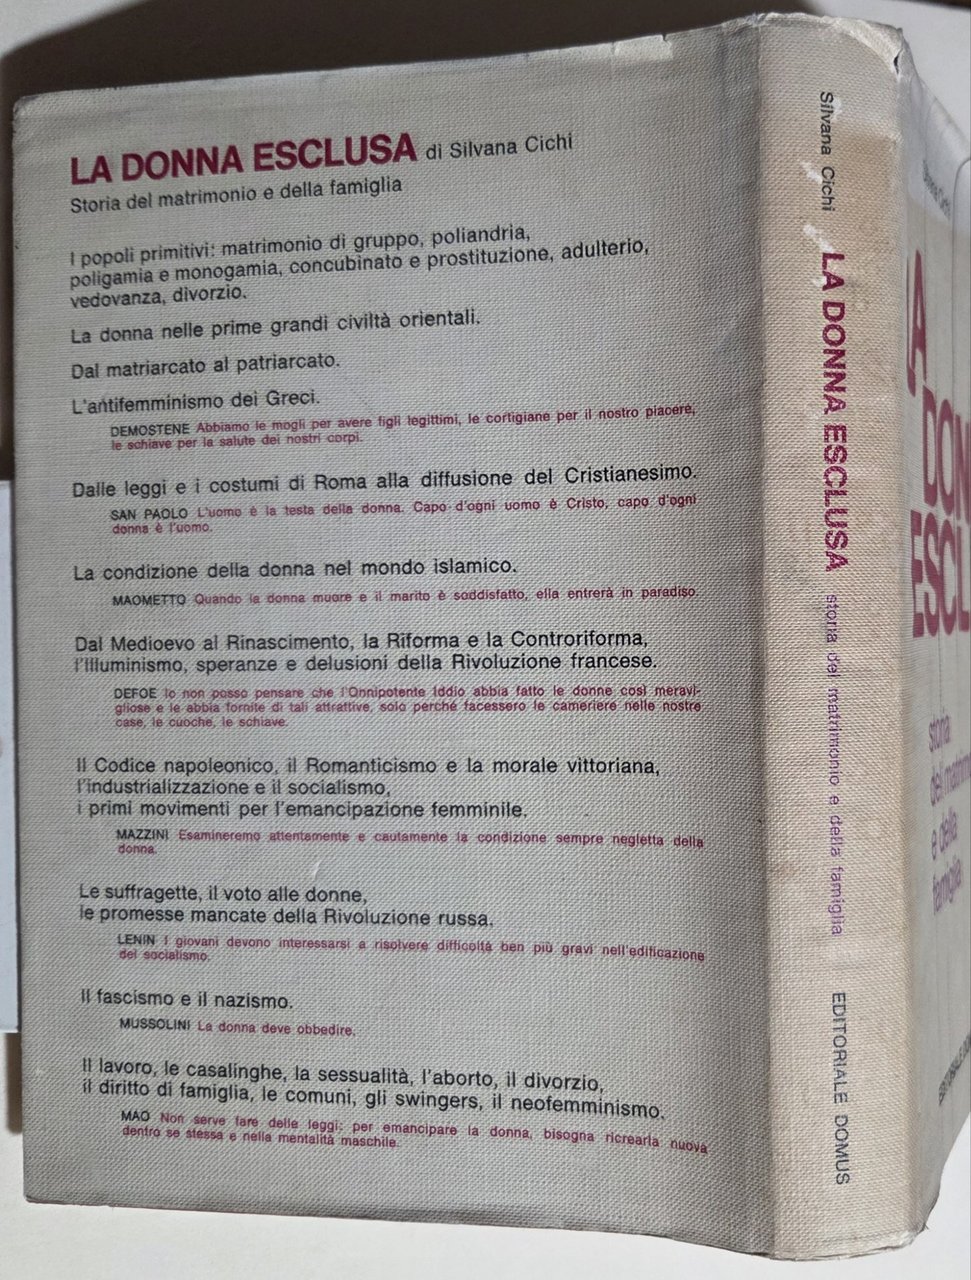 LA DONNA ESCLUSA di Silvana Cichi
Storia del matrimonio e della famiglia
I popoli primitivi: matrimonio di gruppo, poliandria,
poligamia e monogamia, concubinato e prostituzione, adulterio,
vedovanza, divorzio.
La donna nelle prime grandi civiltà orientali.
Dal matriarcato al patriarcato.
L'antifemminismo dei Greci.
DEMOSTENE Abbiamo le mogli per avere figli legittimi, le cortigiane per il nostro piacere,
le schiave per la salute dei nostri corpi.
Dalle leggi e i costumi di Roma alla diffusione del Cristianesimo.
SAN PAOLO L'uomo è la testa della donna. Capo d'ogni uomo è Cristo, capo d'ogni
donna è l'uomo.
La condizione della donna nel mondo islamico.
MAOMETTO Quando la donna muore e il marito è soddisfatto, ella entrerà in paradiso.
Dal Medioevo al Rinascimento, la Riforma e la Controriforma,
l'Illuminismo, speranze e delusioni della Rivoluzione francese.
DEFOE Io non posso pensare che l'Onnipotente Iddio abbia fatto le donne così meravi-
gliose e le abbia fornite di tali attrattive, solo perché facessero le cameriere nelle nostre
case, le cuoche, le schiave.
Il Codice napoleonico, il Romanticismo e la morale vittoriana,
l'industrializzazione e il socialismo,
i primi movimenti per l'emancipazione femminile.
MAZZINI Esamineremo attentamente e cautamente la condizione sempre negletta della
donna.
Le suffragette, il voto alle donne,
le promesse mancate della Rivoluzione russa.
LENIN I giovani devono interessarsi a risolvere difficoltà ben più gravi nell'edificazione
del socialismo.
Il fascismo e il nazismo.
MUSSOLINI La donna deve obbedire.
Il lavoro, le casalinghe, la sessualità, l'aborto, il divorzio,
il diritto di famiglia, le comuni, gli swingers, il neofemminismo.
MAO Non serve fare delle leggi: per emancipare la donna, bisogna ricrearla nuova
dentro se stessa e nella mentalità maschile.
Silvana Cichi LA DONNA ESCLUSA storia del matrimonio e della famiglia EDITORIALE DOMUS
LA
DON
ESCL
storia
del matrim
e della
famiglia